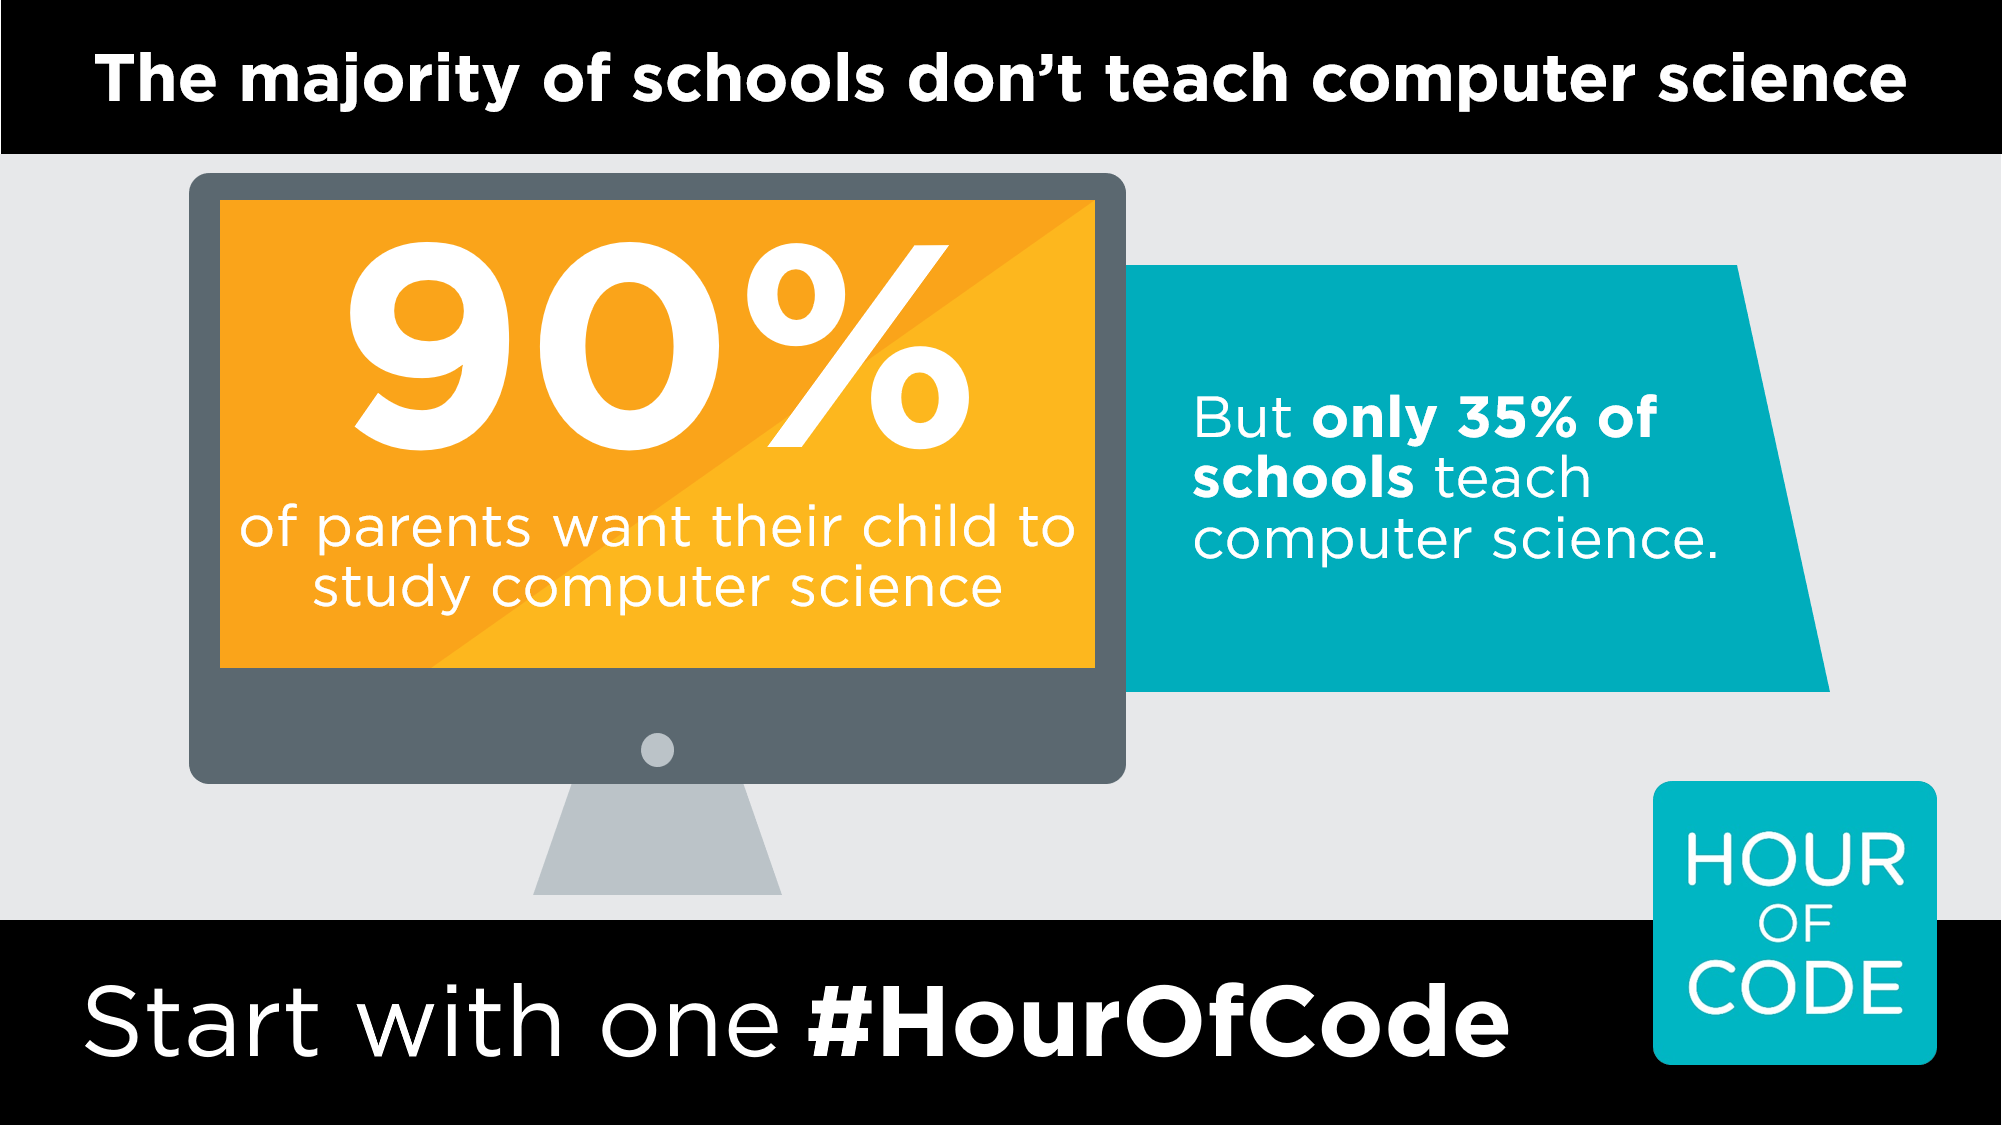 The majority of schools don’t teach computer science
90%
of parents want their child to
study computer science
But only 35% of
schools teach
computer science.
Start with one #HourOfCode
HOUR
OF
CODE